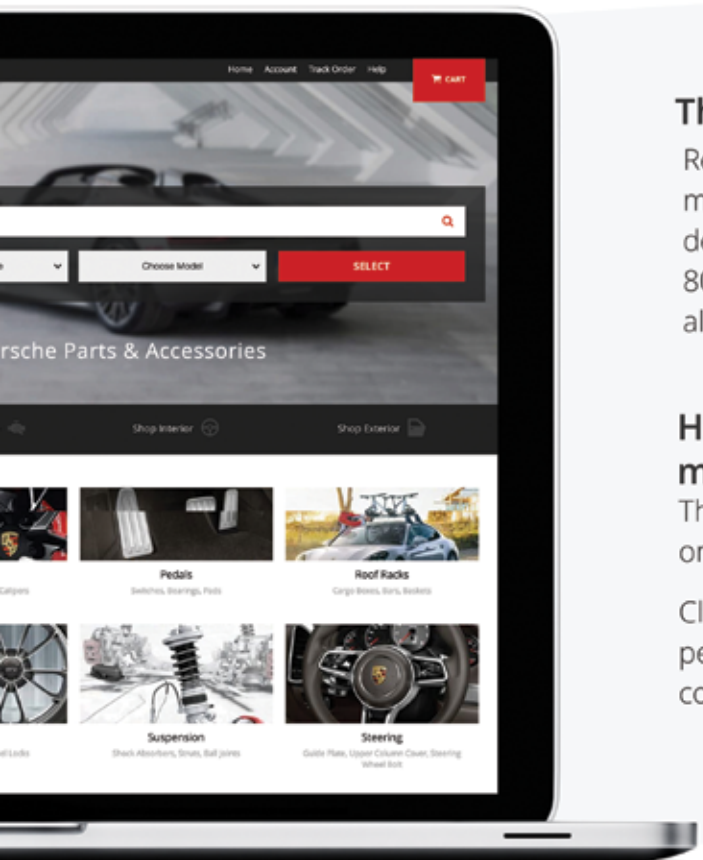 Home Account Track Order Help CART
Choose Model SELECT
rsche Parts & Accessories
Shop Interior Shop Exterior
Pedals
Switches, Bearings, Pads
Roof Racks
Cargo Boxes, Bars, Baskets
Calipers
Suspension
Shock Absorbers, Struts, Ball Joints
Steering
Guide Plate, Upper Column Cover, Steering
Wheel Bolt
el Locks
Th
Re
m
de
80
al
H
m
Th
or
Cl
pe
co